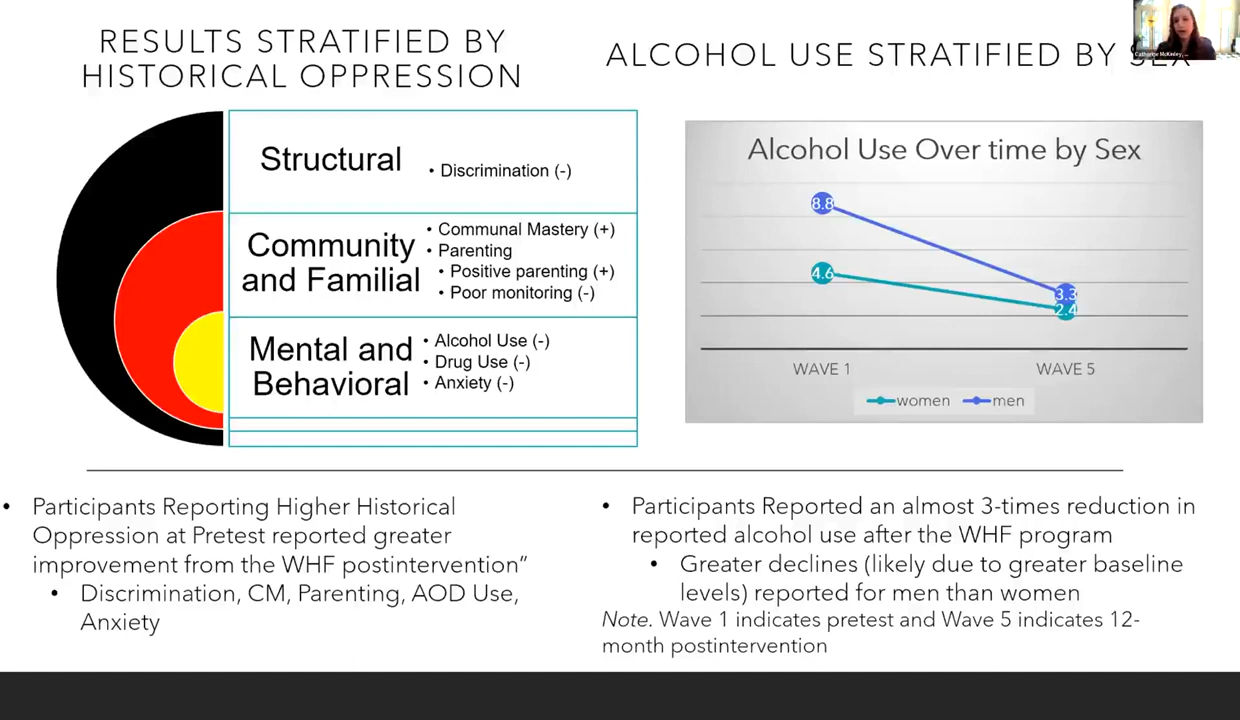 RESULTS STRATIFIED BY
HISTORICAL OPPRESSION
Structural
• Discrimination (-)
Community
and Familial
• Communal Mastery (+)
• Parenting
• Positive parenting (+)
• Poor monitoring (-)
Mental and
Behavioral
• Alcohol Use (-)
• Drug Use (-)
• Anxiety (-)
• Participants Reporting Higher Historical
Oppression at Pretest reported greater
improvement from the WHF postintervention”
• Discrimination, CM, Parenting, AOD Use,
Anxiety
ALCOHOL USE STRATIFIED BY SEX
Catherine McKinley, ...
Alcohol Use Over time by Sex
8.8
4.6
3.3
2.4
WAVE 1 WAVE 5
women men
• Participants Reported an almost 3-times reduction in
reported alcohol use after the WHF program
• Greater declines (likely due to greater baseline
levels) reported for men than women
Note. Wave 1 indicates pretest and Wave 5 indicates 12-
month postintervention